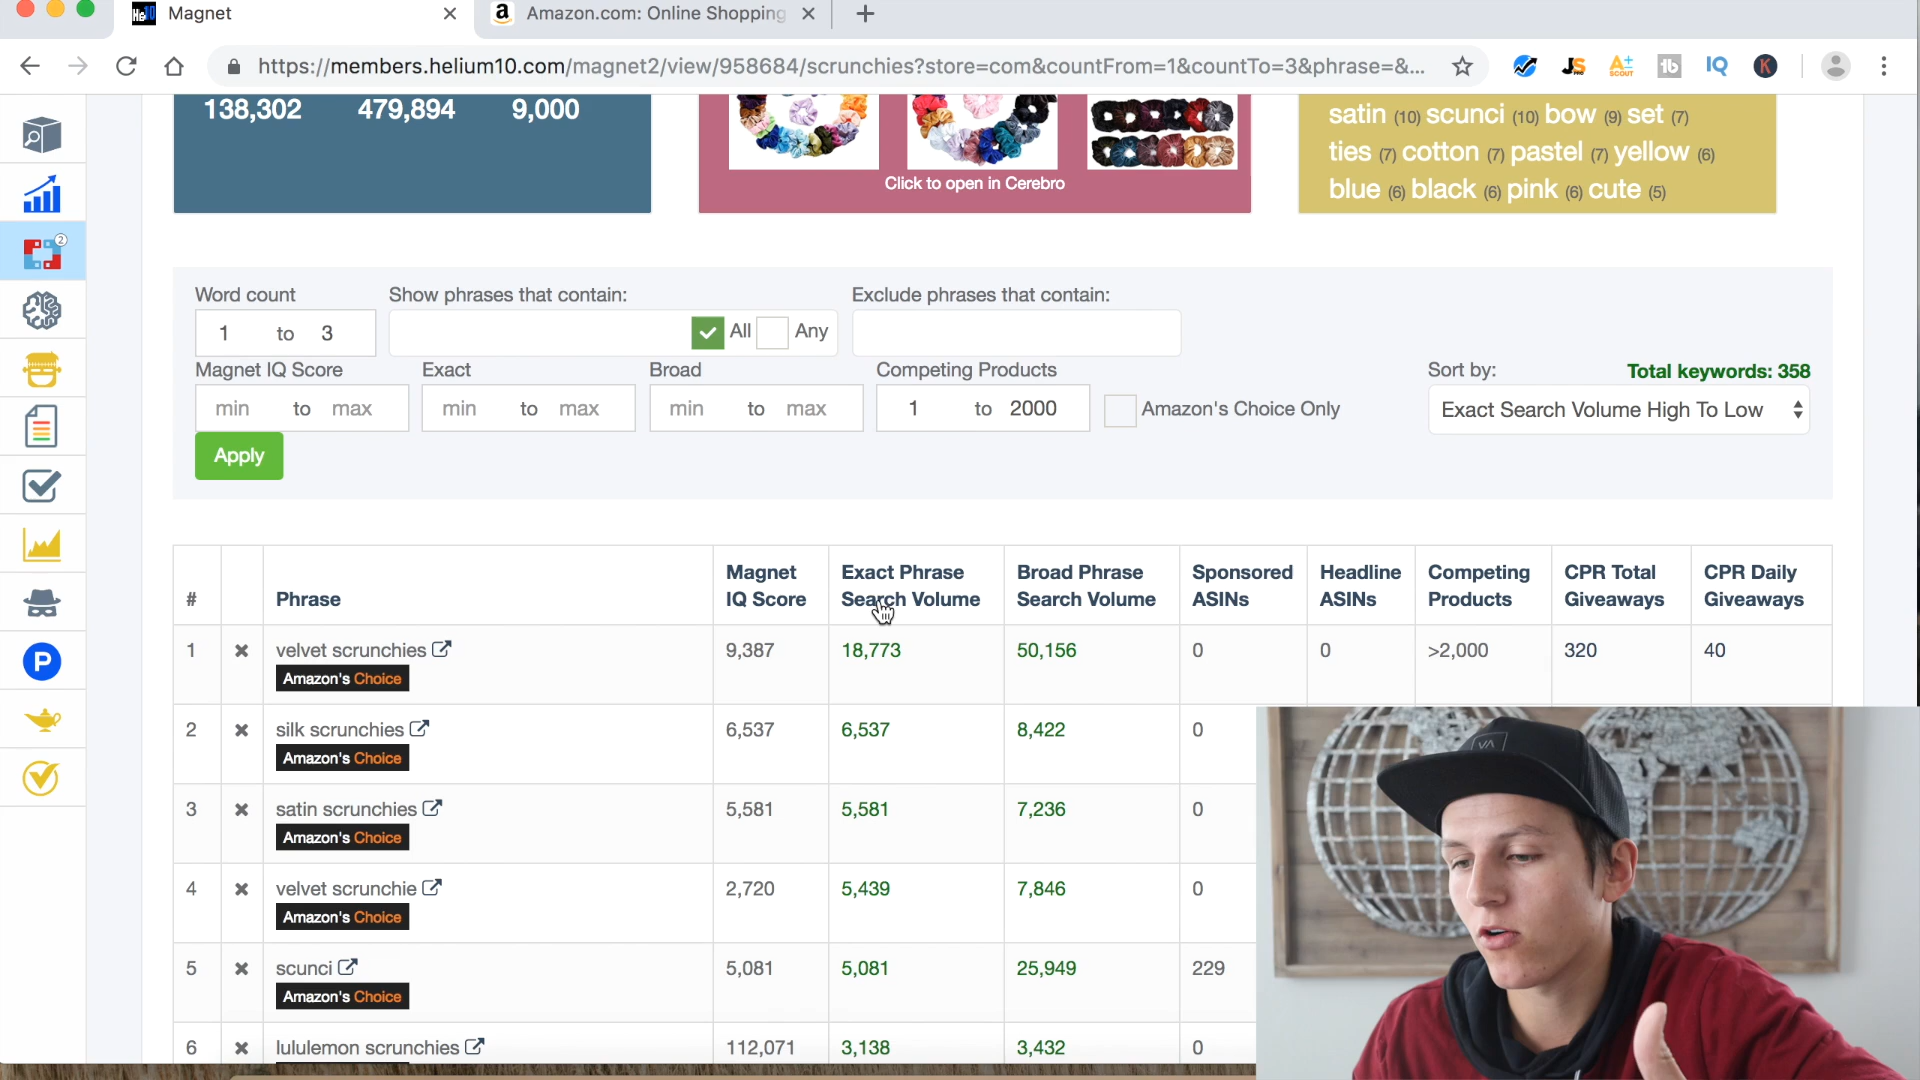 Magnet
Amazon.com: Online Shopping
https://members.helium10.com/magnet2/view/958684/scrunchies?store=com&countFrom=1&countTo=3&phrase=&...
138,302 479,894 9,000
Click to open in Cerebro
satin (10) scunci (10) bow (9) set (7)
ties (7) cotton (7) pastel (7) yellow (6)
blue (6) black (6) pink (6) cute (5)
Word count Show phrases that contain: Exclude phrases that contain:
1 to 3 All Any
Magnet IQ Score Exact Broad Competing Products Sort by: Total keywords: 358
min to max min to max min to max 1 to 2000 Amazon's Choice Only Exact Search Volume High To Low
Apply
# Phrase Magnet IQ Score Exact Phrase Search Volume Broad Phrase Search Volume Sponsored ASINs Headline ASINs Competing Products CPR Total Giveaways CPR Daily Giveaways
1 velvet scrunchies 9,387 18,773 50,156 0 0 >2,000 320 40
Amazon's Choice
2 silk scrunchies 6,537 6,537 8,422 0
Amazon's Choice
3 satin scrunchies 5,581 5,581 7,236 0
Amazon's Choice
4 velvet scrunchie 2,720 5,439 7,846 0
Amazon's Choice
5 scunci 5,081 5,081 25,949 229
Amazon's Choice
6 lululemon scrunchies 112,071 3,138 3,432 0